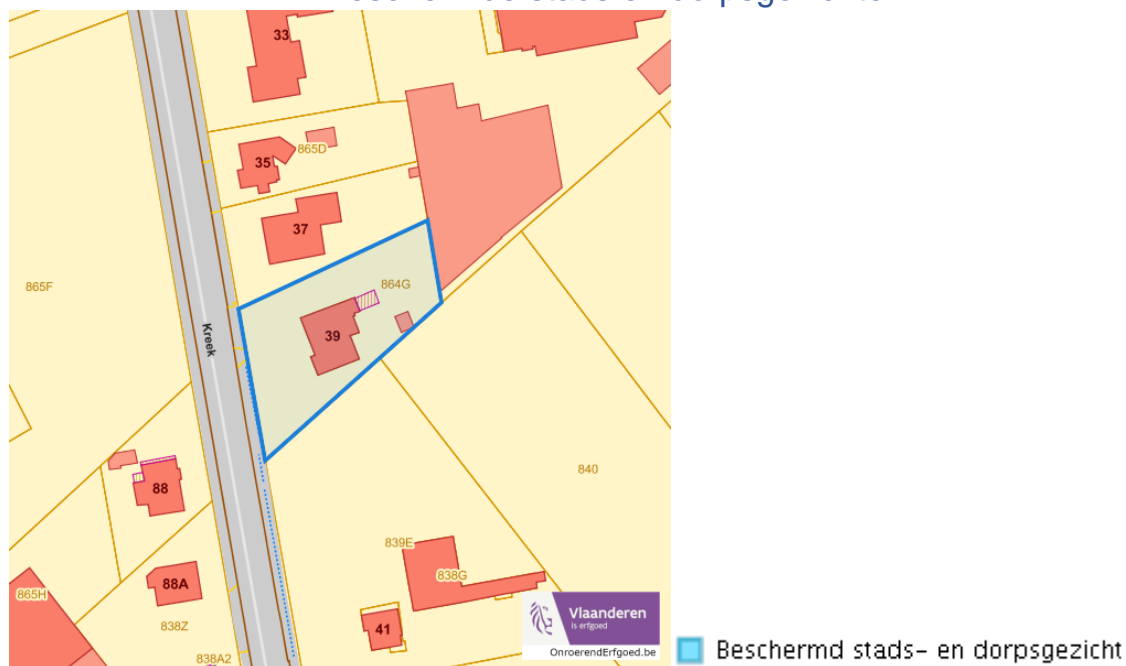 33
865D
35
37
865F
864G
39
Kreek
840
88
839E
838G
88A
865H
838Z
41
838A2
Vlaanderen
is erfgoed
OnroerendErfgoed.be
Beschermd stads- en dorpsgezicht